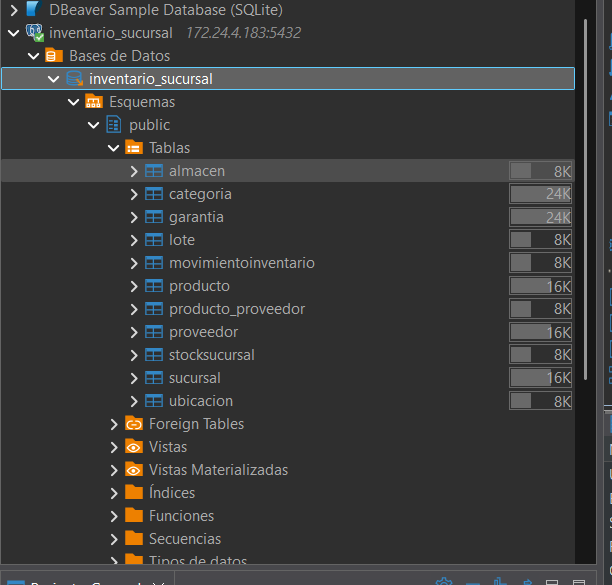 DBeaver Sample Database (SQLite)
inventario_sucursal 172.24.4.183:5432
Bases de Datos
inventario_sucursal
Esquemas
public
Tablas
almacen 8K
categoria 24K
garantia 24K
lote 8K
movimientoinventario 8K
producto 16K
producto_proveedor 8K
proveedor 16K
stocksucursal 8K
sucursal 16K
ubicacion 8K
Foreign Tables
Vistas
Vistas Materializadas
Índices
Funciones
Secuencias
Tipos de datos